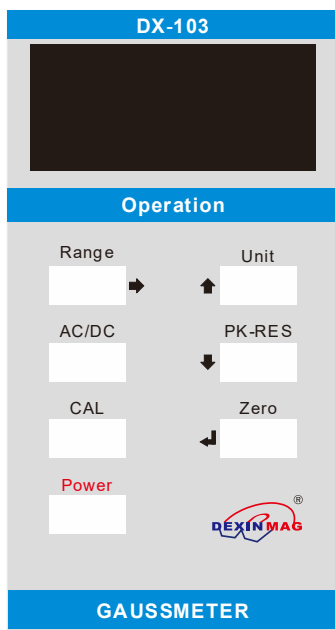 DX-103
Operation
Range Unit
AC/DC PK-RES
CAL Zero
Power
DEXINMAG®
GAUSSMETER